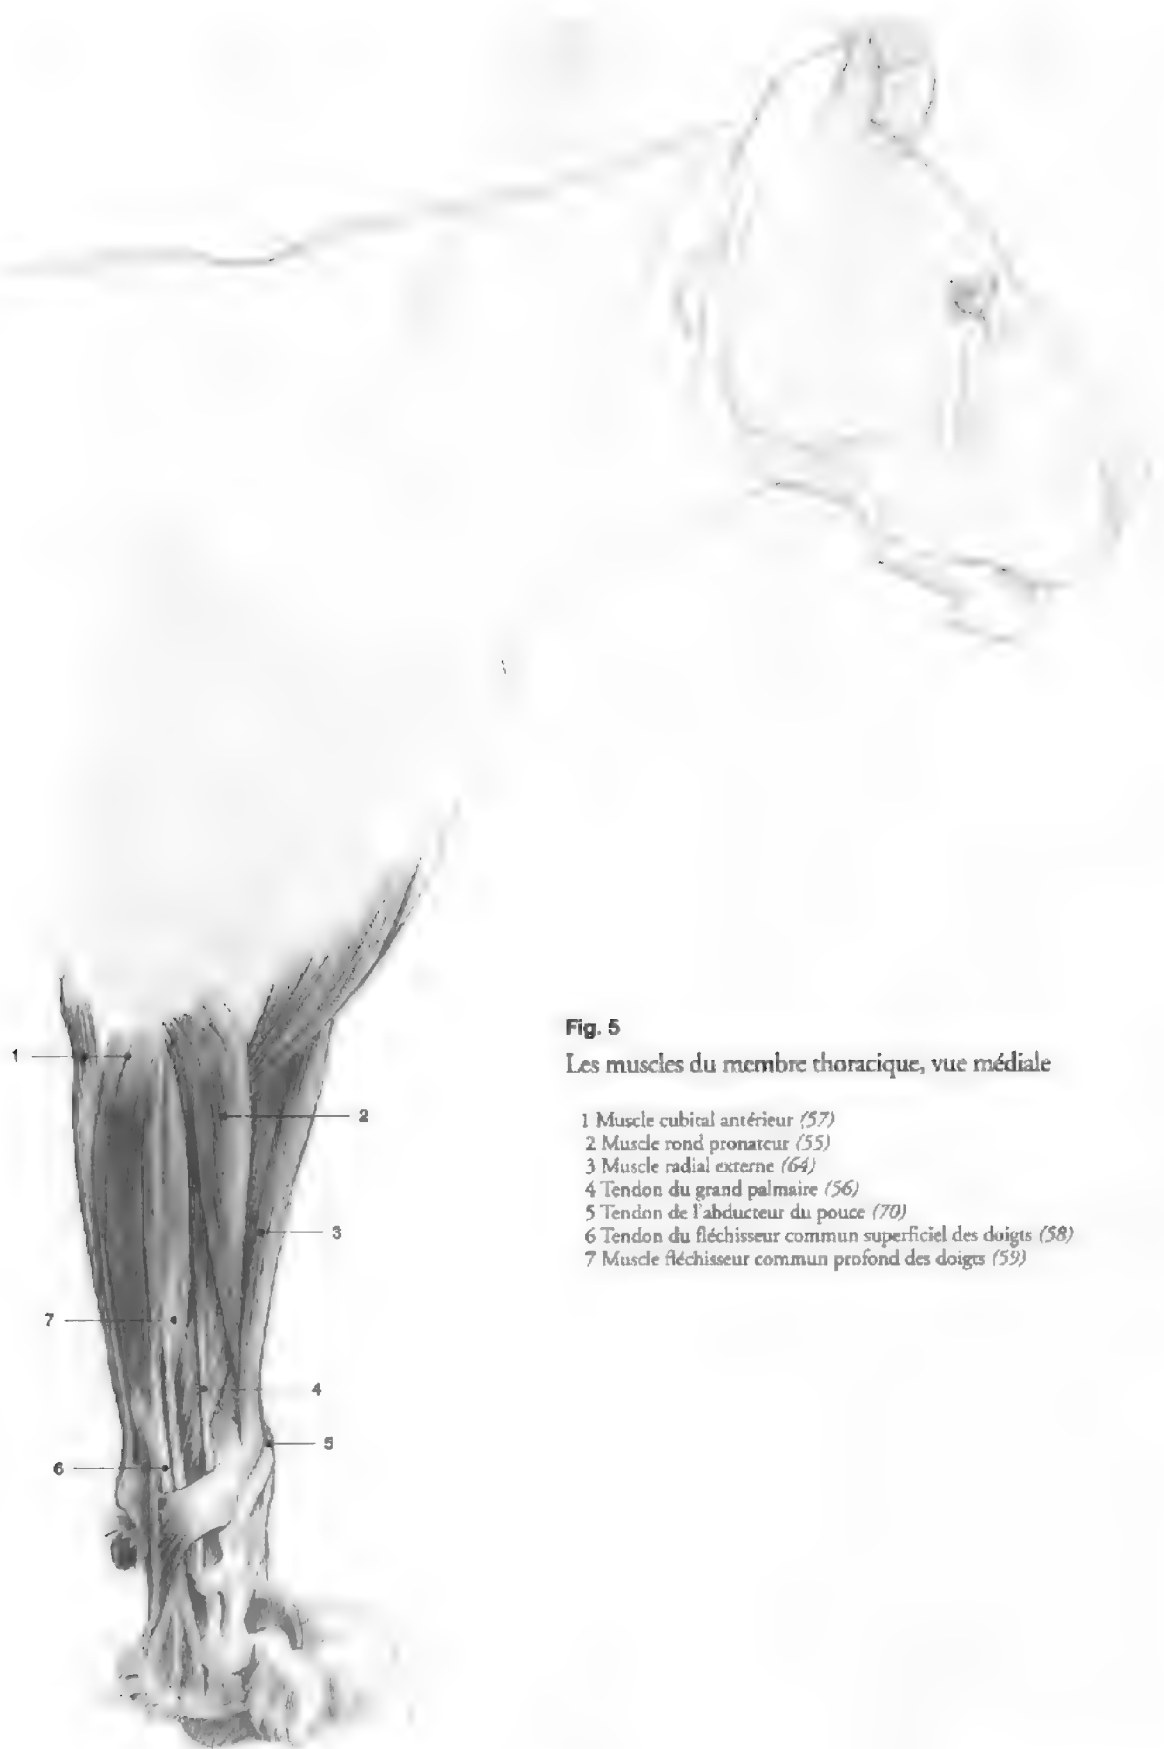 Fig. 5
Les muscles du membre thoracique, vue médiale
1 Muscle cubital antérieur (57)
2 Muscle rond pronateur (55)
3 Muscle radial externe (64)
4 Tendon du grand palmaire (56)
5 Tendon de l'abducteur du pouce (70)
6 Tendon du fléchisseur commun superficiel des doigts (58)
7 Muscle fléchisseur commun profond des doigts (59)
1
2
3
7
4
5
6